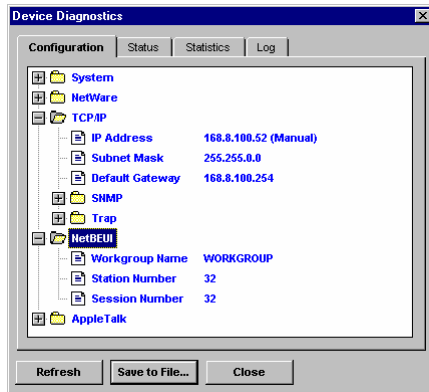 Device Diagnostics
Configuration Status Statistics Log
System
NetWare
TCP/IP
IP Address 168.8.100.52 (Manual)
Subnet Mask 255.255.0.0
Default Gateway 168.8.100.254
SNMP
Trap
NetBEUI
Workgroup Name WORKGROUP
Station Number 32
Session Number 32
AppleTalk
Refresh Save to File... Close